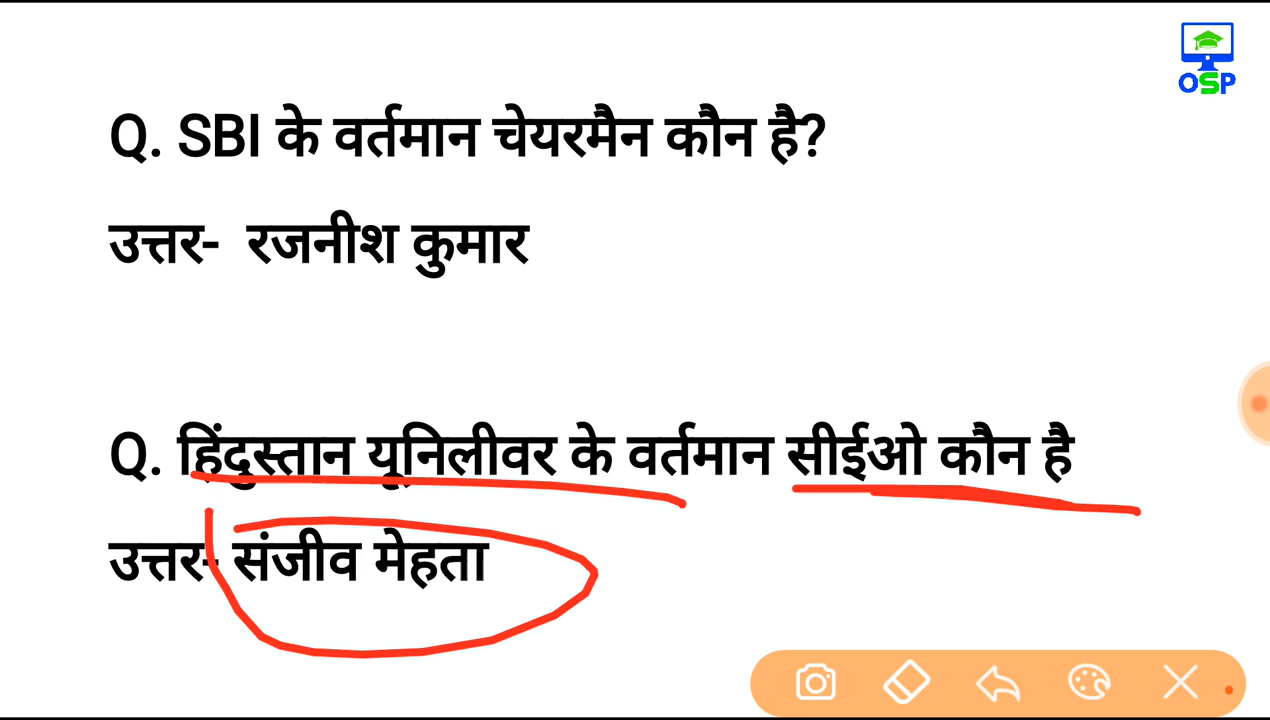 OSP
Q. SBI के वर्तमान चेयरमैन कौन है?
उत्तर- रजनीश कुमार
Q. हिंदुस्तान यूनिलीवर के वर्तमान सीईओ कौन है
उत्तर- संजीव मेहता